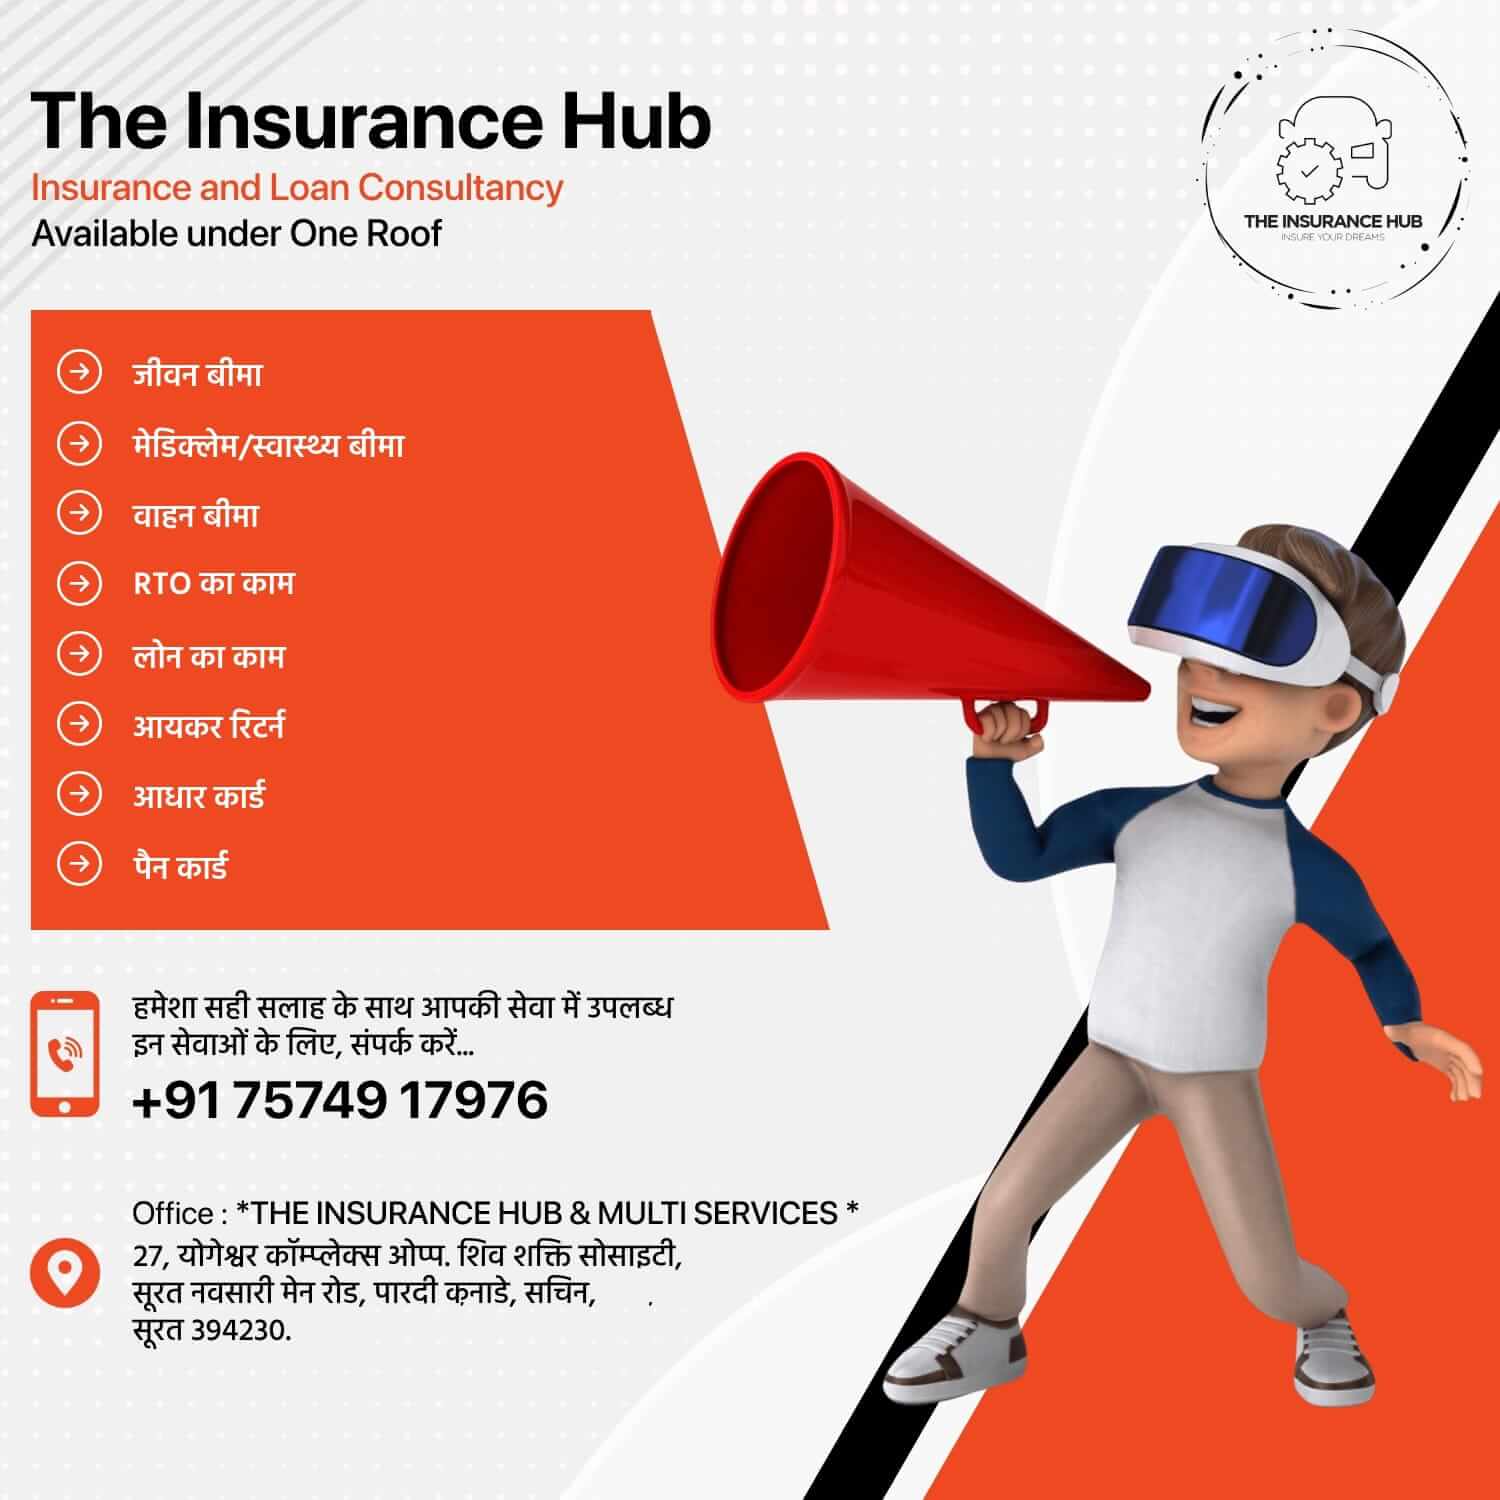 The Insurance Hub
Insurance and Loan Consultancy
Available under One Roof
THE INSURANCE HUB
INSURE YOUR DREAMS
जीवन बीमा
मेडिक्लेम/स्वास्थ्य बीमा
वाहन बीमा
RTO का काम
लोन का काम
आयकर रिटर्न
आधार कार्ड
पैन कार्ड
हमेशा सही सलाह के साथ आपकी सेवा में उपलब्ध
इन सेवाओं के लिए, संपर्क करें...
+91 75749 17976
Office : *THE INSURANCE HUB & MULTI SERVICES *
27, योगेश्वर कॉम्प्लेक्स ओप्प. शिव शक्ति सोसाइटी,
सूरत नवसारी मेन रोड, पारदी क़नाडे, सचिन, .
सूरत 394230.